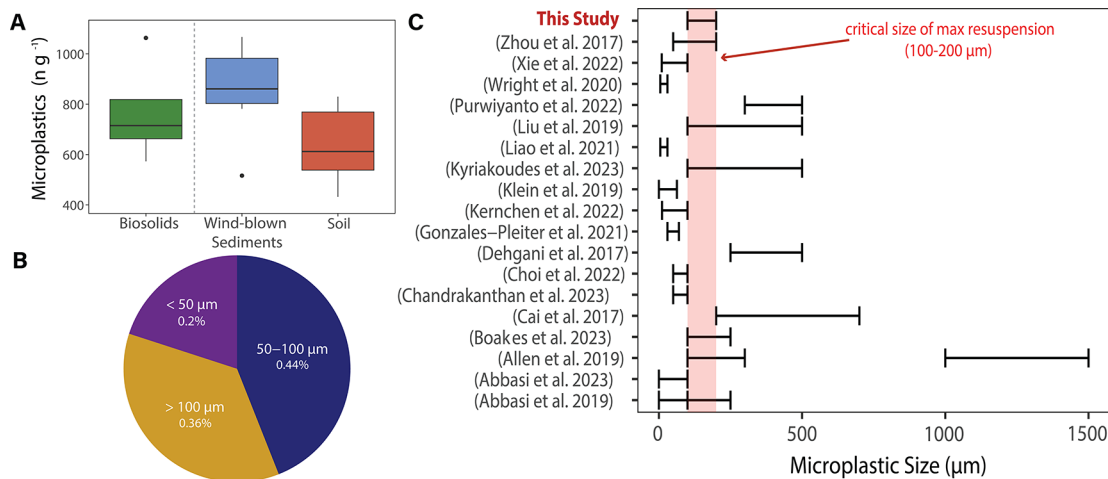 A
Microplastics (n g⁻¹)
1000
800
600
400
Biosolids
Wind-blown
Sediments
Soil
B
< 50 µm
0.2%
50–100 µm
0.44%
> 100 µm
0.36%
C
This Study
(Zhou et al. 2017)
(Xie et al. 2022)
(Wright et al. 2020)
(Purwiyanto et al. 2022)
(Liu et al. 2019)
(Liao et al. 2021)
(Kyriakoudes et al. 2023)
(Klein et al. 2019)
(Kernchen et al. 2022)
(Gonzales−Pleiter et al. 2021)
(Dehgani et al. 2017)
(Choi et al. 2022)
(Chandrakanthan et al. 2023)
(Cai et al. 2017)
(Boakes et al. 2023)
(Allen et al. 2019)
(Abbasi et al. 2023)
(Abbasi et al. 2019)
critical size of max resuspension
(100-200 µm)
0
500
1000
1500
Microplastic Size (µm)